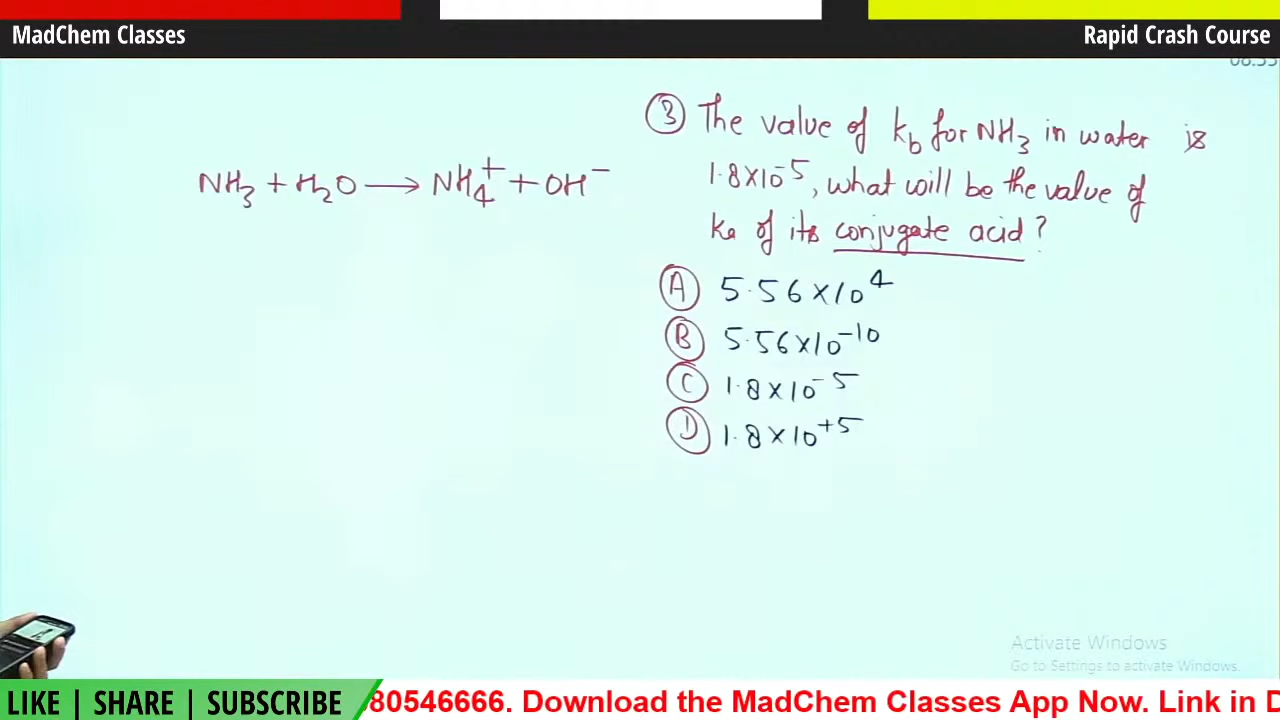 MadChem Classes
Rapid Crash Course
③ The value of kb for NH3 in water is
1.8×10-5, what will be the value of
ka of its conjugate acid?
NH3 + H2O → NH4+ + OH-
Ⓐ 5.56×10 4
Ⓑ 5.56×10-10
Ⓒ 1.8×10-5
Ⓓ 1.8×10+5
Activate Windows
Go to Settings to activate Windows.
LIKE | SHARE | SUBSCRIBE
80546666. Download the MadChem Classes App Now. Link in D